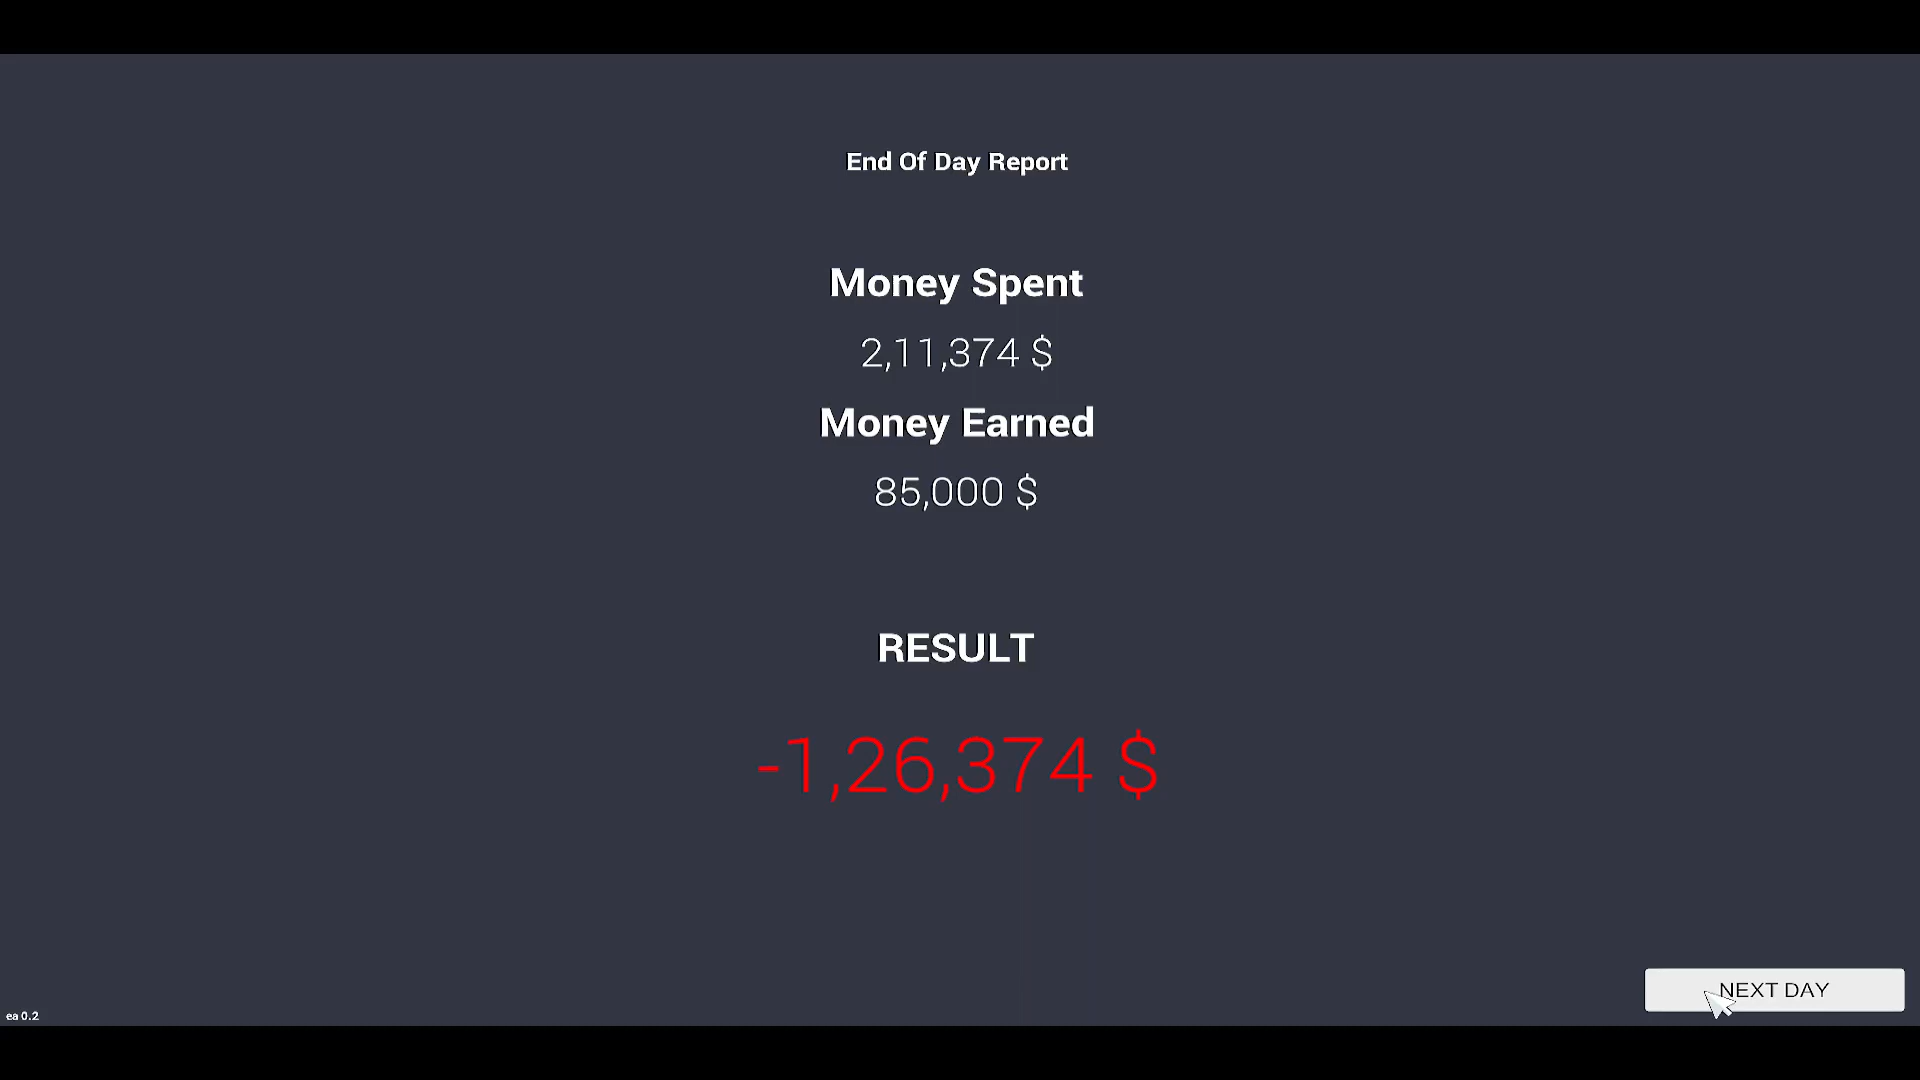 End Of Day Report
Money Spent
2,11,374 $
Money Earned
85,000 $
RESULT
-1,26,374 $
NEXT DAY
ea 0.2